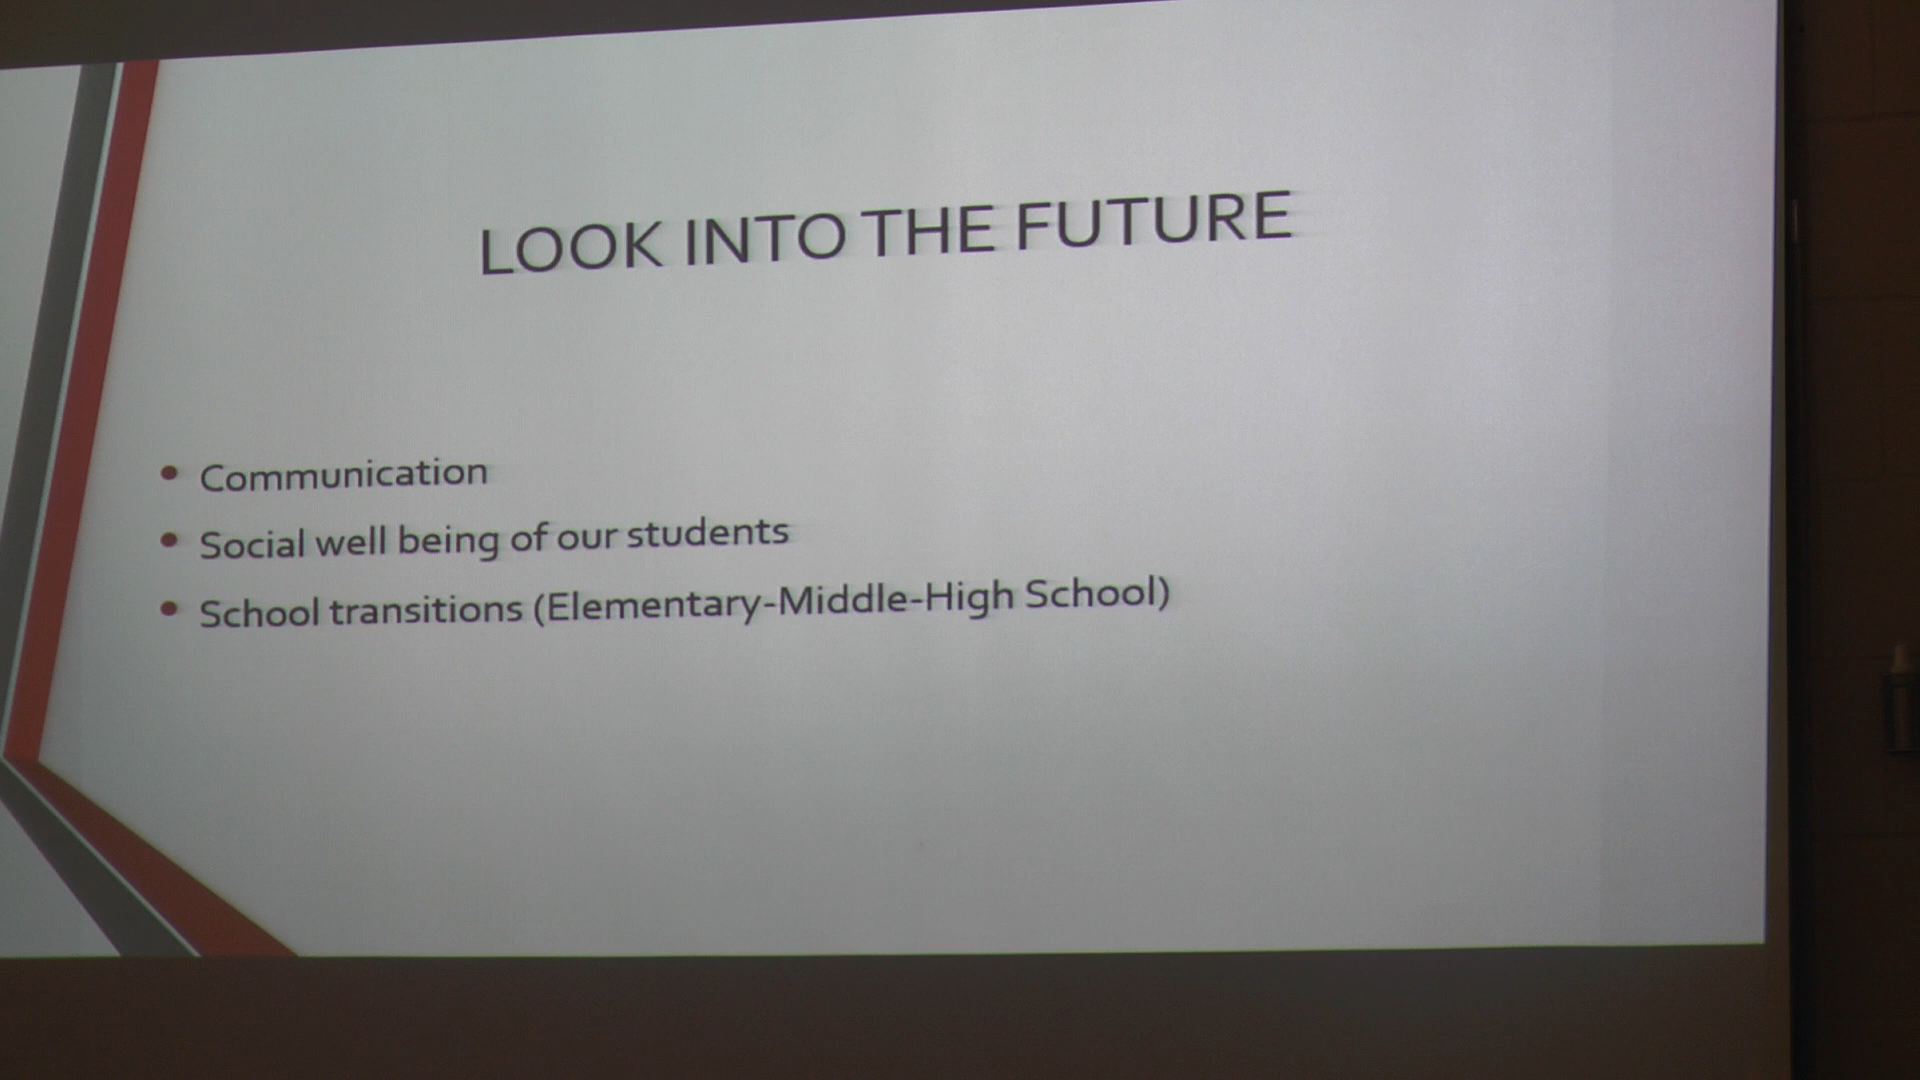 LOOK INTO THE FUTURE
• Communication
• Social well being of our students
• School transitions (Elementary-Middle-High School)